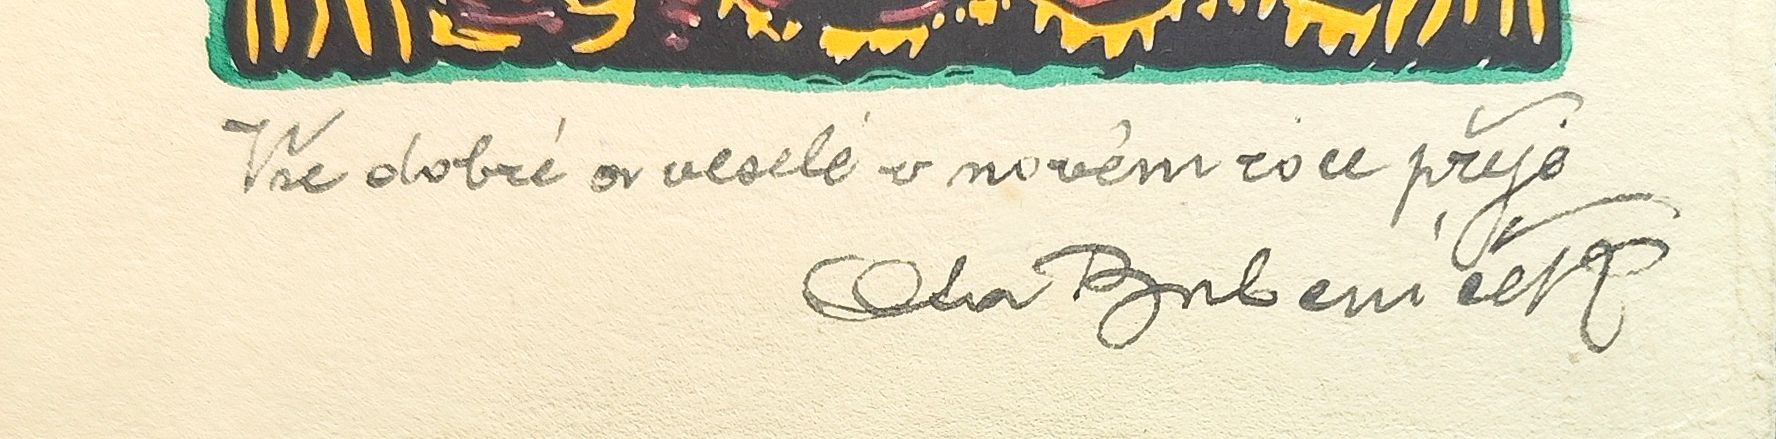 Vše dobré a veselé v novém roce přeje
Ota Bubeníček